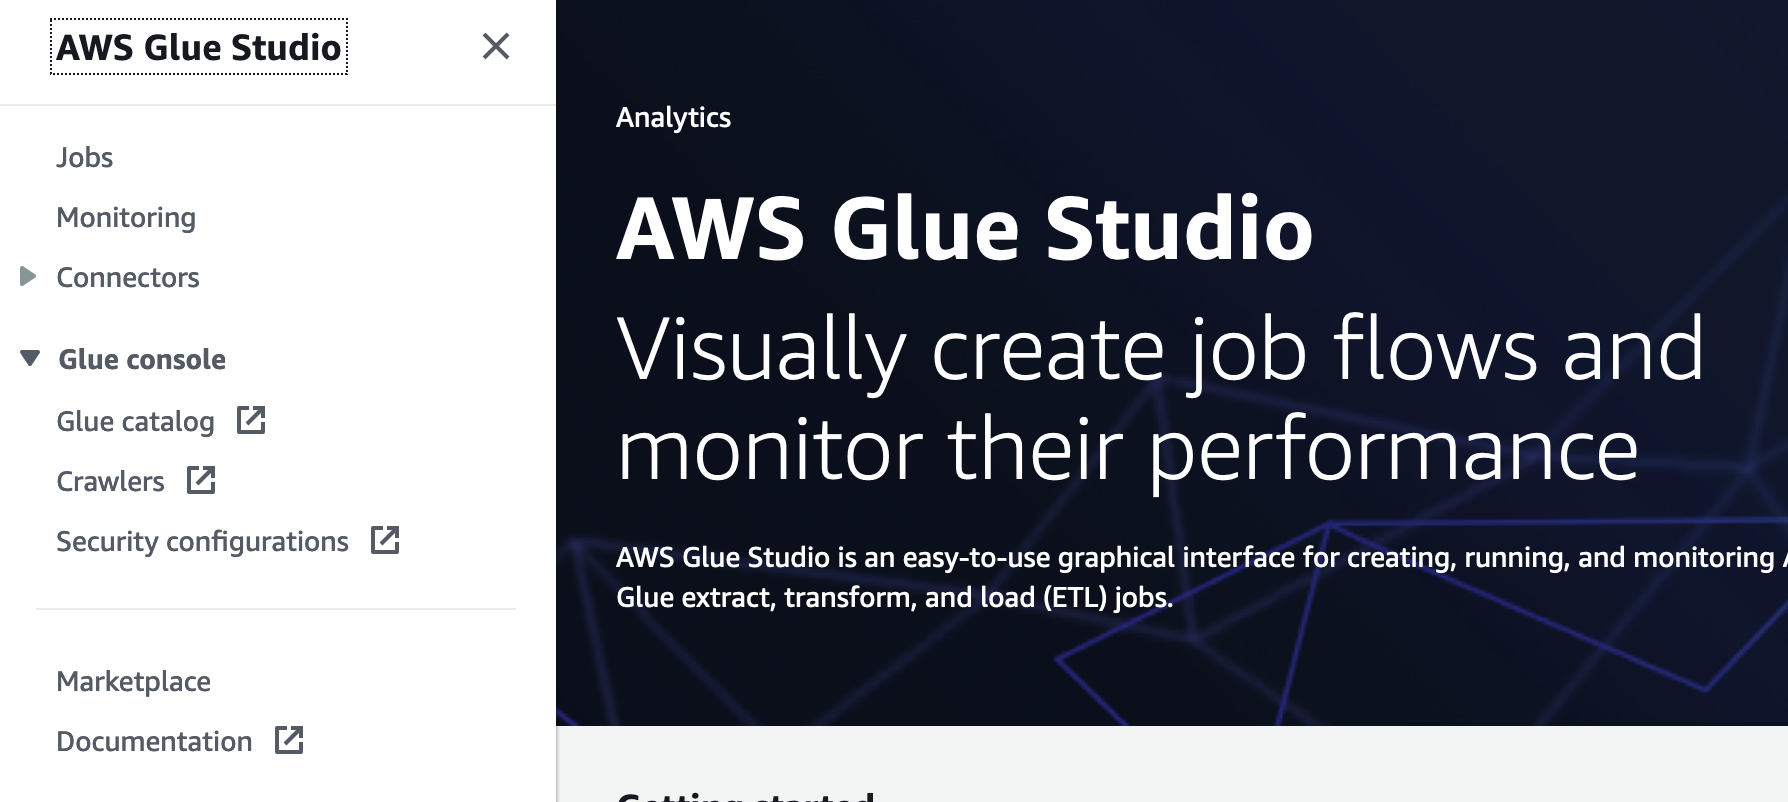 AWS Glue Studio
Jobs
Monitoring
Connectors
Glue console
Glue catalog
Crawlers
Security configurations
Marketplace
Documentation
Analytics
AWS Glue Studio
Visually create job flows and
monitor their performance
AWS Glue Studio is an easy-to-use graphical interface for creating, running, and monitoring
Glue extract, transform, and load (ETL) jobs.
Getting started